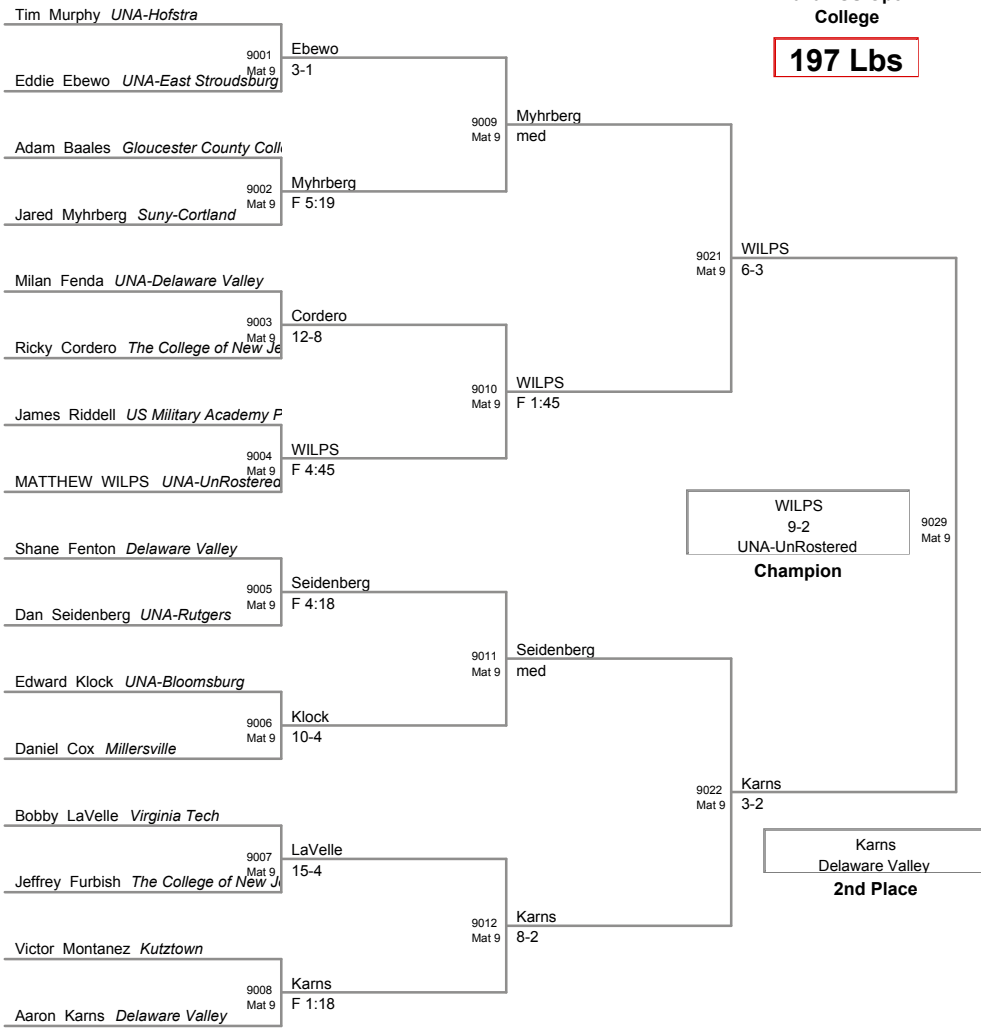 College
197 Lbs
Tim Murphy UNA-Hofstra
9001
Mat 9
Ebewo
3-1
Eddie Ebewo UNA-East Stroudsburg
9009
Mat 9
Myhrberg
med
Adam Baales Gloucester County
9002
Mat 9
Myhrberg
F 5:19
Jared Myhrberg Suny-Cortland
9021
Mat 9
WILPS
6-3
Milan Fenda UNA-Delaware Valley
9003
Mat 9
Cordero
12-8
Ricky Cordero The College of New
9010
Mat 9
WILPS
F 1:45
James Riddell US Military Academy P
9004
Mat 9
WILPS
F 4:45
MATTHEW WILPS UNA-UnRostered
WILPS
9-2
UNA-UnRostered
Champion
9029
Mat 9
Shane Fenton Delaware Valley
9005
Mat 9
Seidenberg
F 4:18
Dan Seidenberg UNA-Rutgers
9011
Mat 9
Seidenberg
med
Edward Klock UNA-Bloomsburg
9006
Mat 9
Klock
10-4
Daniel Cox Millersville
9022
Mat 9
Karns
3-2
Bobby LaVelle Virginia Tech
9007
Mat 9
LaVelle
15-4
Jeffrey Furbish The College of New
Karns
Delaware Valley
2nd Place
9012
Mat 9
Karns
8-2
Victor Montanez Kutztown
9008
Mat 9
Karns
F 1:18
Aaron Karns Delaware Valley